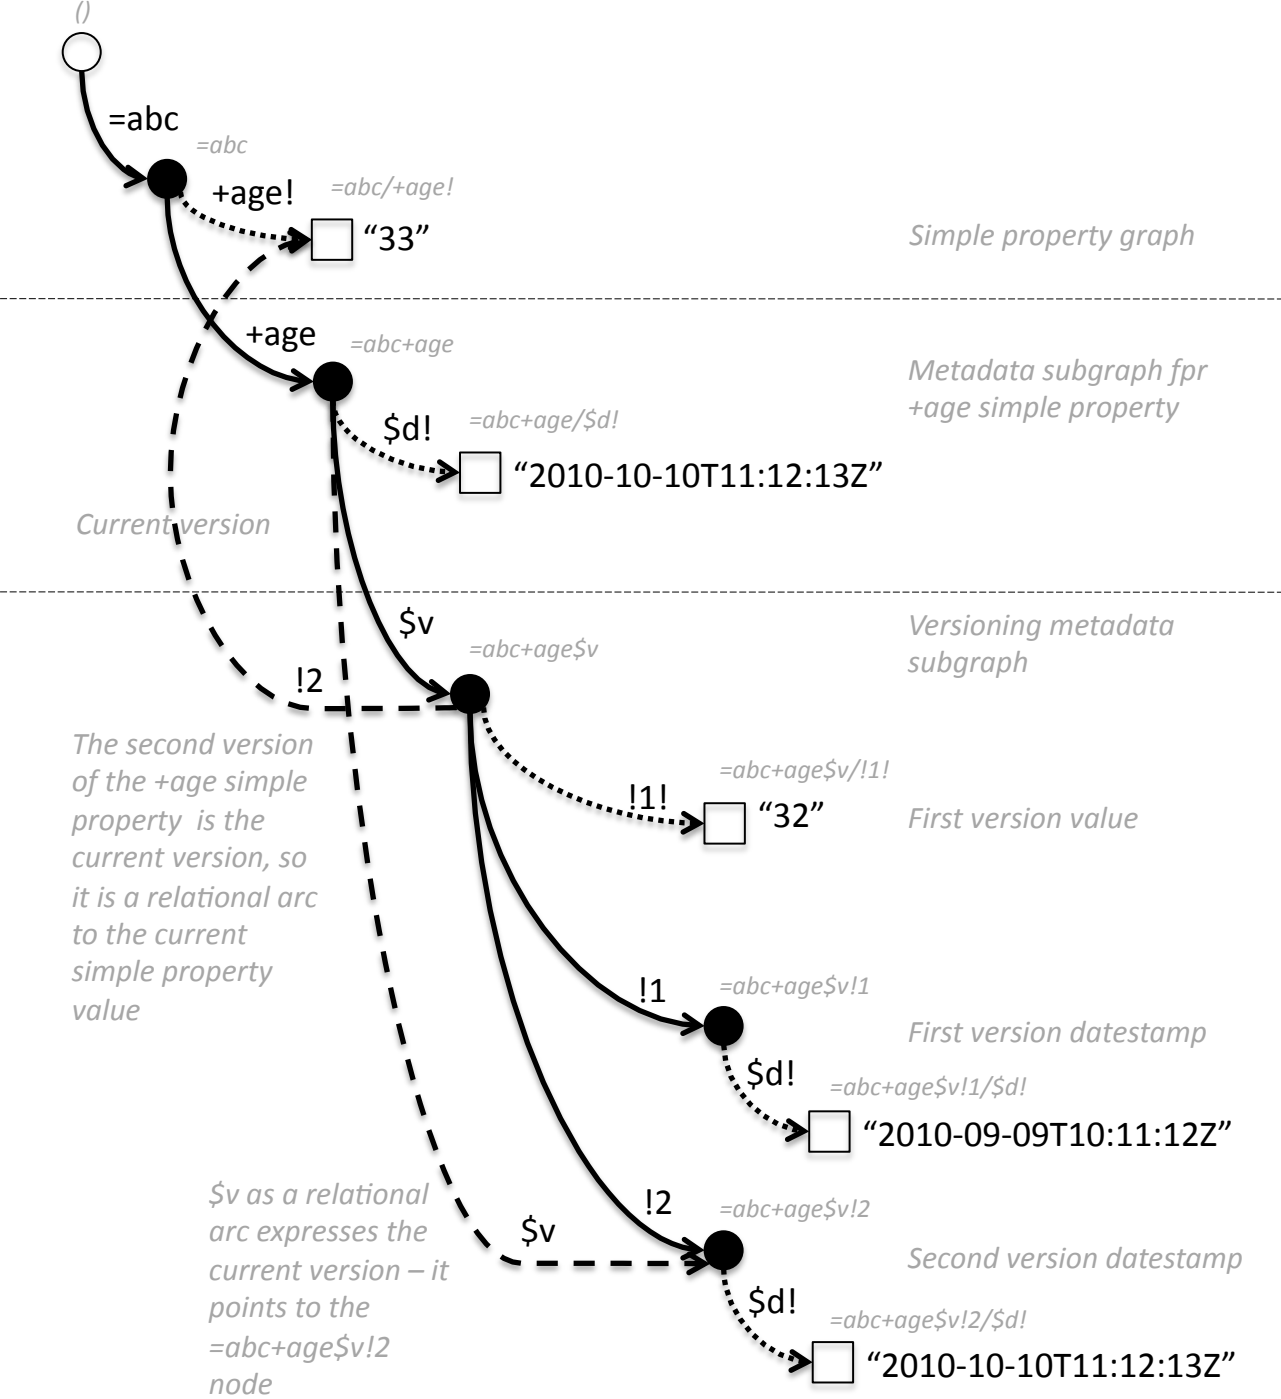 ()
=abc
=abc
+age!
=abc/+age!
“33”
Simple property graph
+age
=abc+age
Metadata subgraph fpr
+age simple property
$d!
=abc+age/$d!
“2010-10-10T11:12:13Z”
Current version
$v
=abc+age$v
Versioning metadata
subgraph
!2
The second version
of the +age simple
property is the
current version, so
it is a relational arc
to the current
simple property
value
=abc+age$v/!1!
!1!
“32”
First version value
!1
=abc+age$v!1
First version datestamp
$d!
=abc+age$v!1/$d!
“2010-09-09T10:11:12Z”
$v as a relational
arc expresses the
current version – it
points to the
=abc+age$v!2
node
$v
!2
=abc+age$v!2
Second version datestamp
$d!
=abc+age$v!2/$d!
“2010-10-10T11:12:13Z”